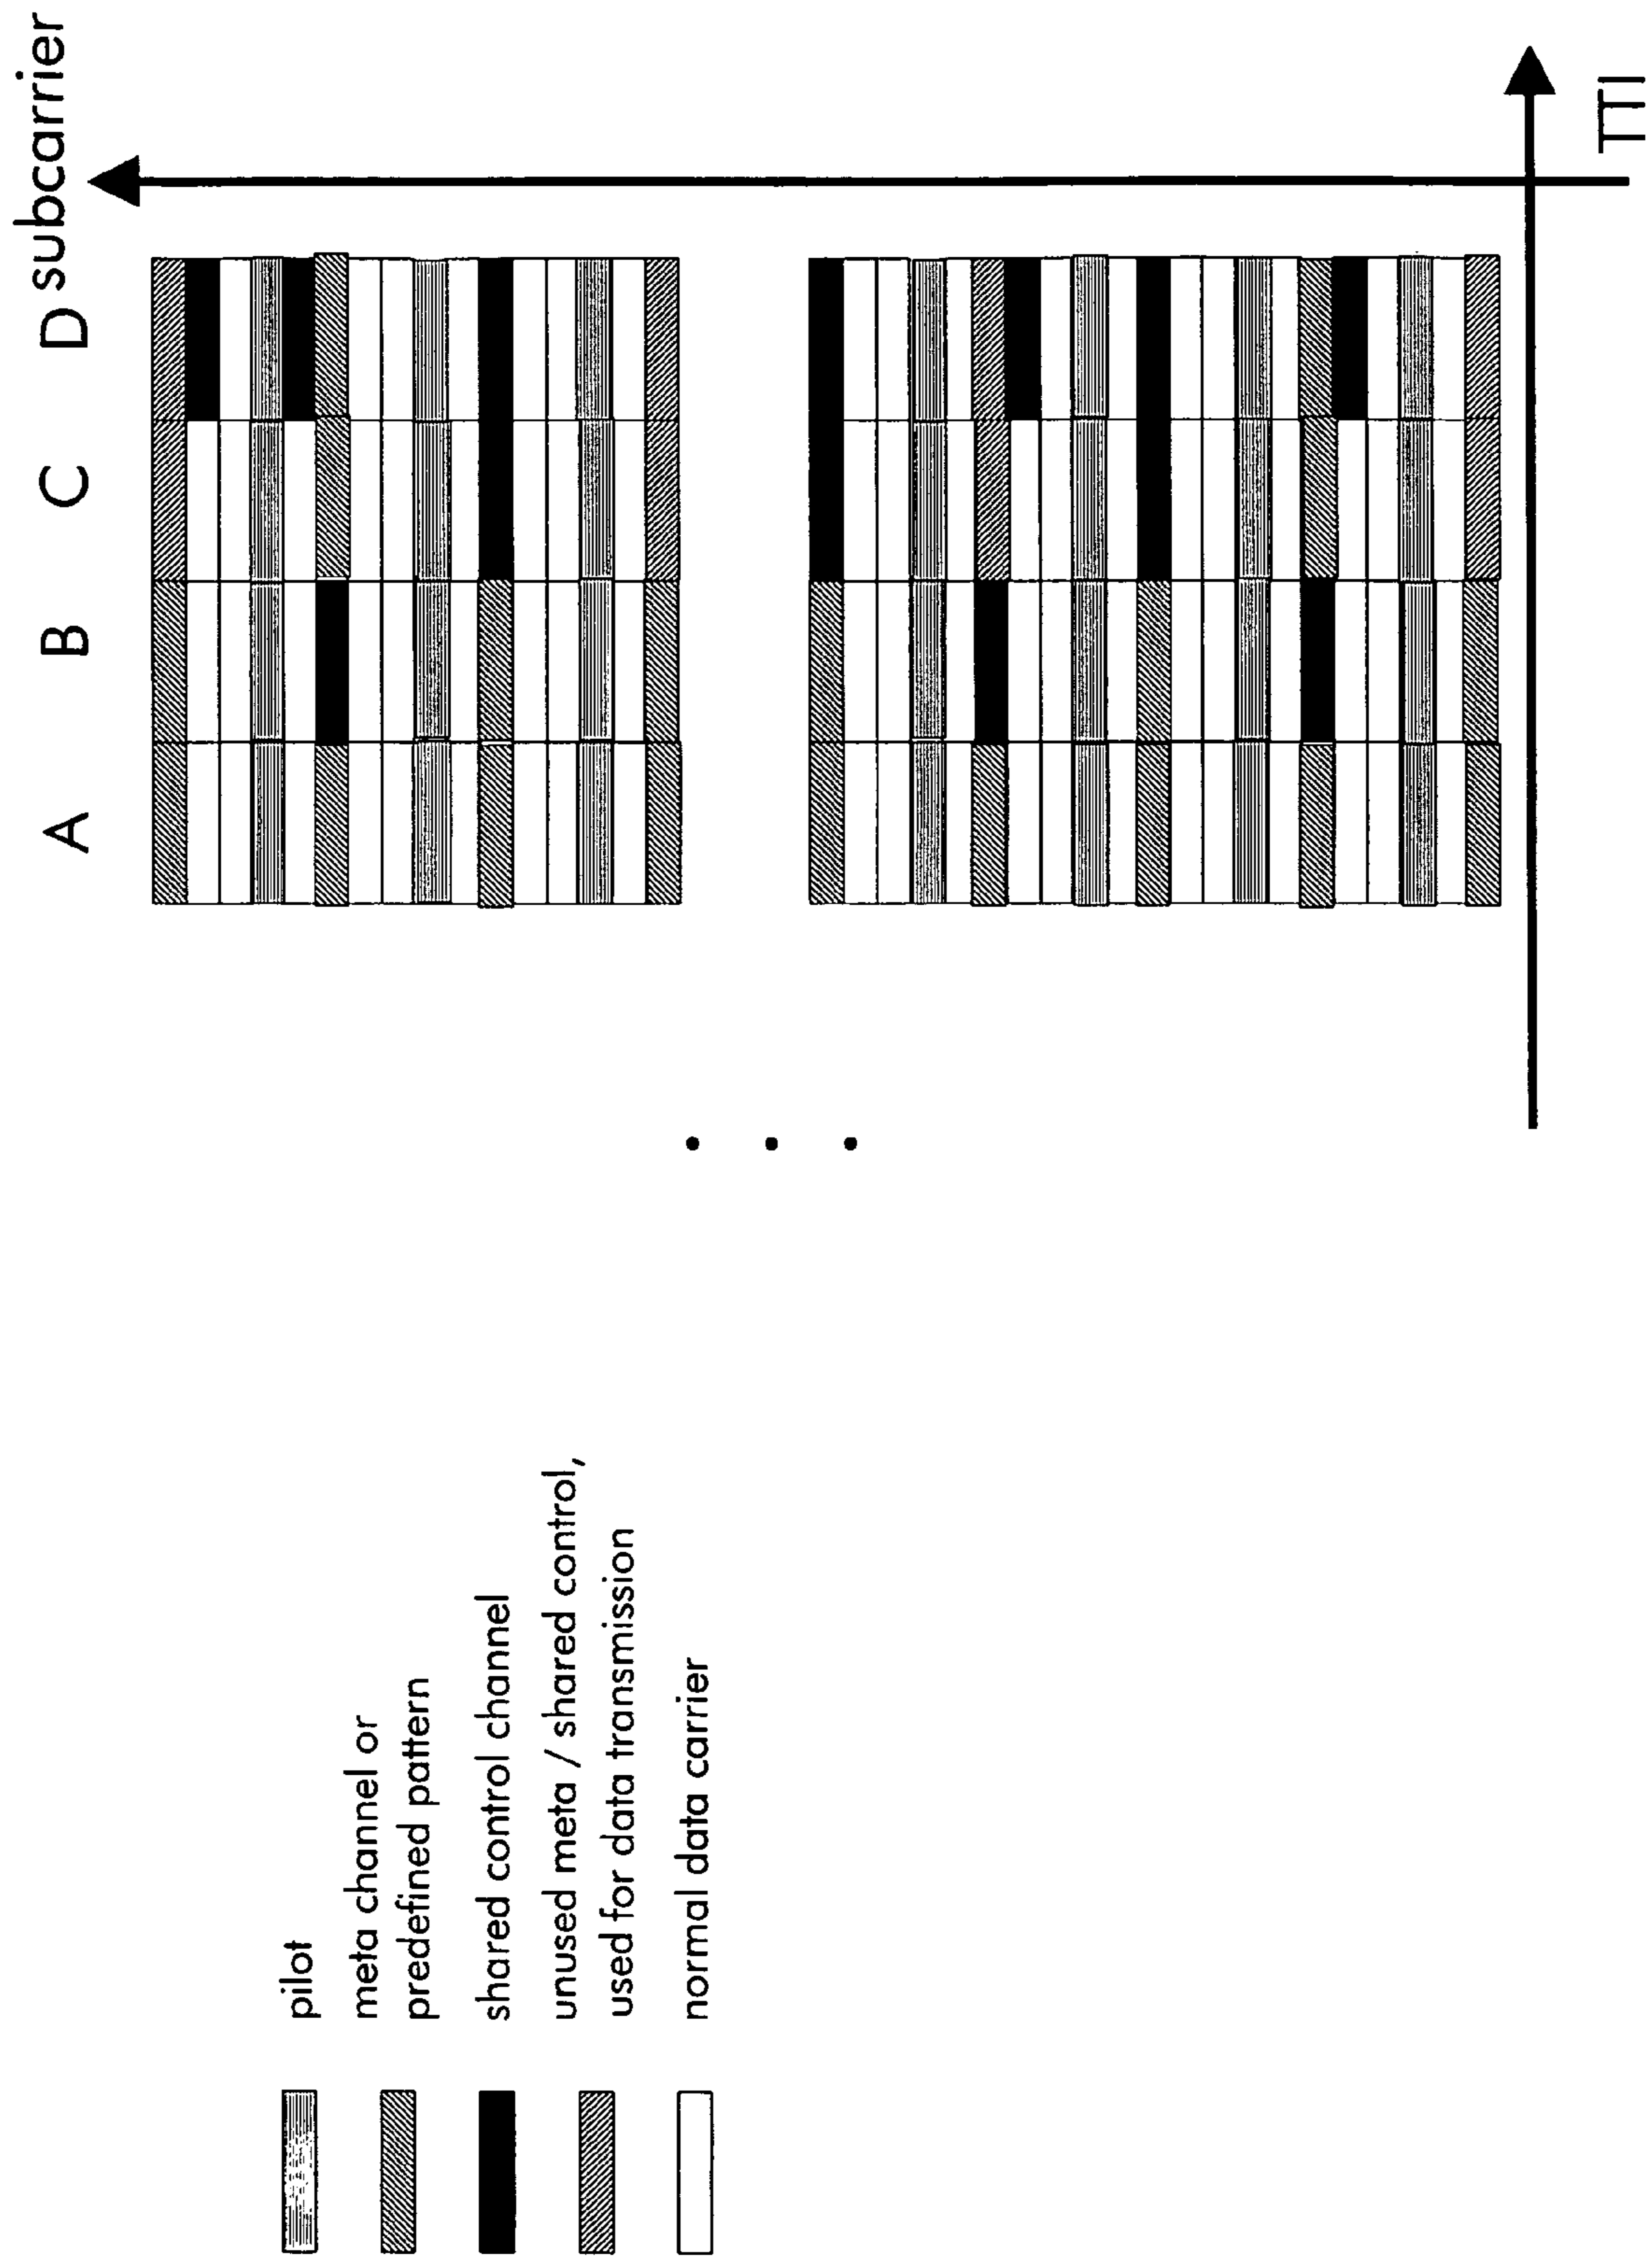 subcarrier
A
B
C
D
TTI
pilot
meta channel or
predefined pattern
shared control channel
unused meta / shared control,
used for data transmission
normal data carrier